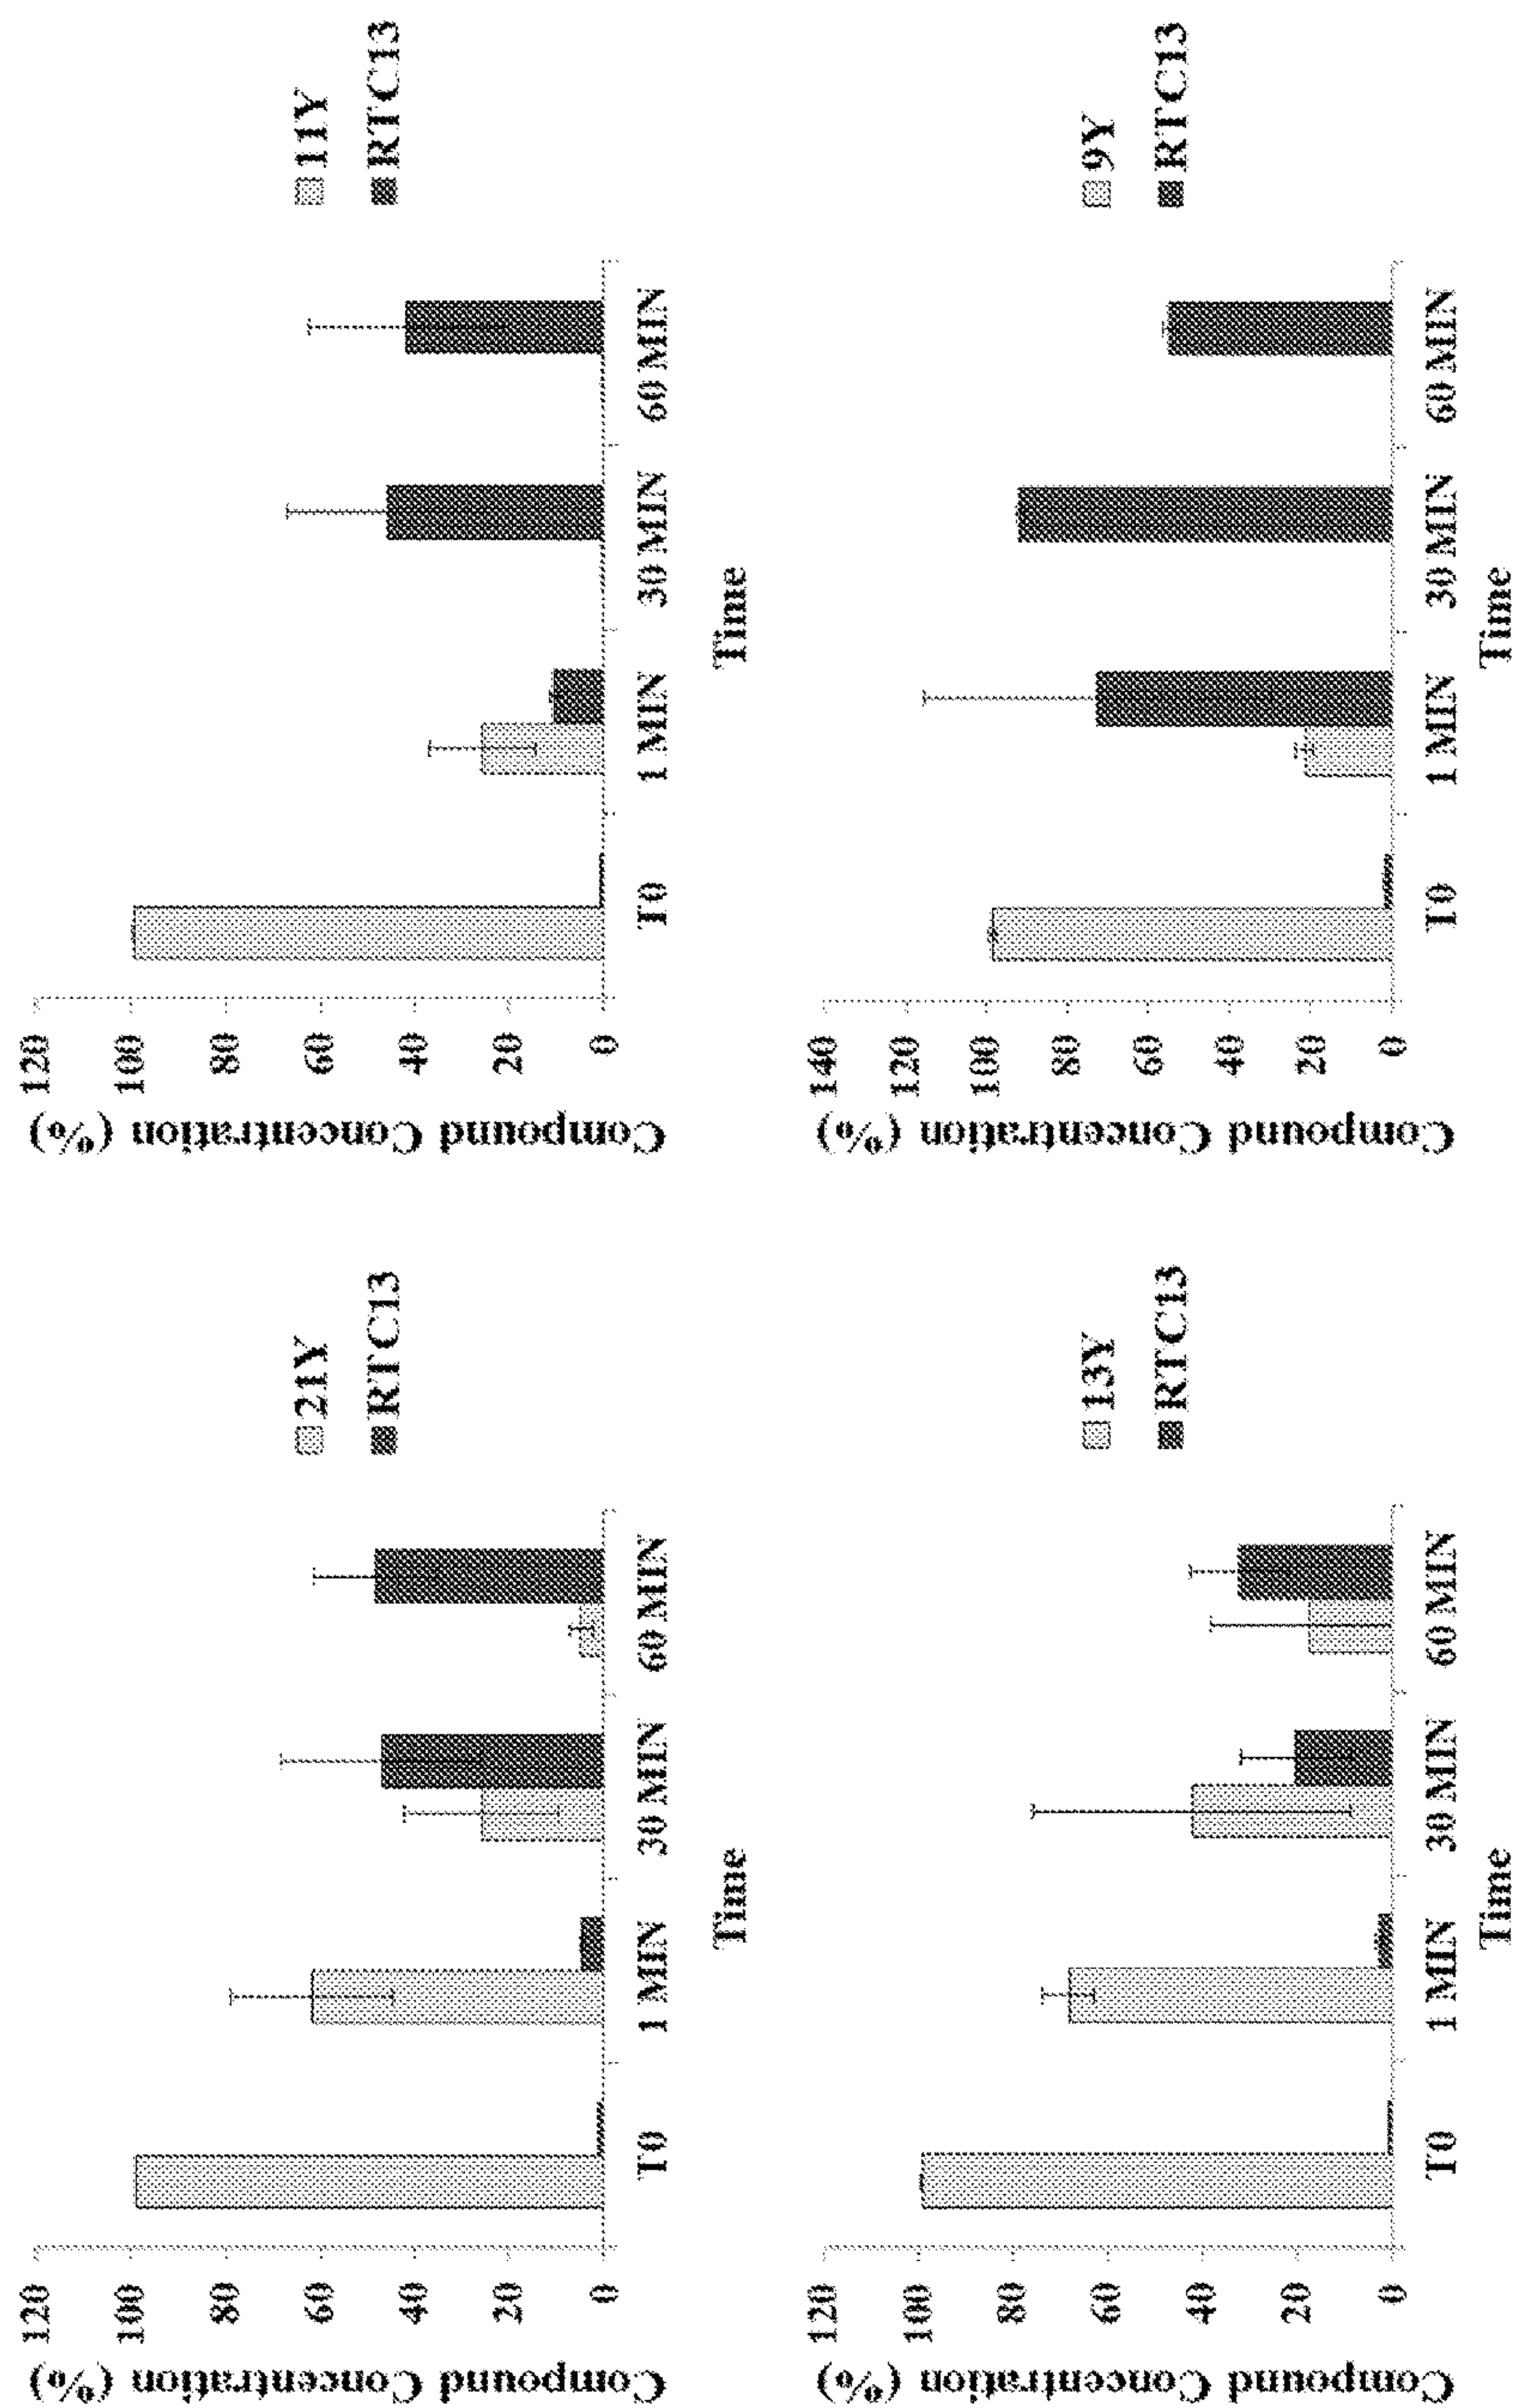 Compound Concentration (%)
120
100
80
60
40
20
0
T0
1 MIN
30 MIN
60 MIN
Time
21Y
RTC13
Compound Concentration (%)
120
100
80
60
40
20
0
T0
1 MIN
30 MIN
60 MIN
Time
11Y
RTC13
Compound Concentration (%)
120
100
80
60
40
20
0
T0
1 MIN
30 MIN
60 MIN
Time
13Y
RTC13
Compound Concentration (%)
140
120
100
80
60
40
20
0
T0
1 MIN
30 MIN
60 MIN
Time
9Y
RTC13